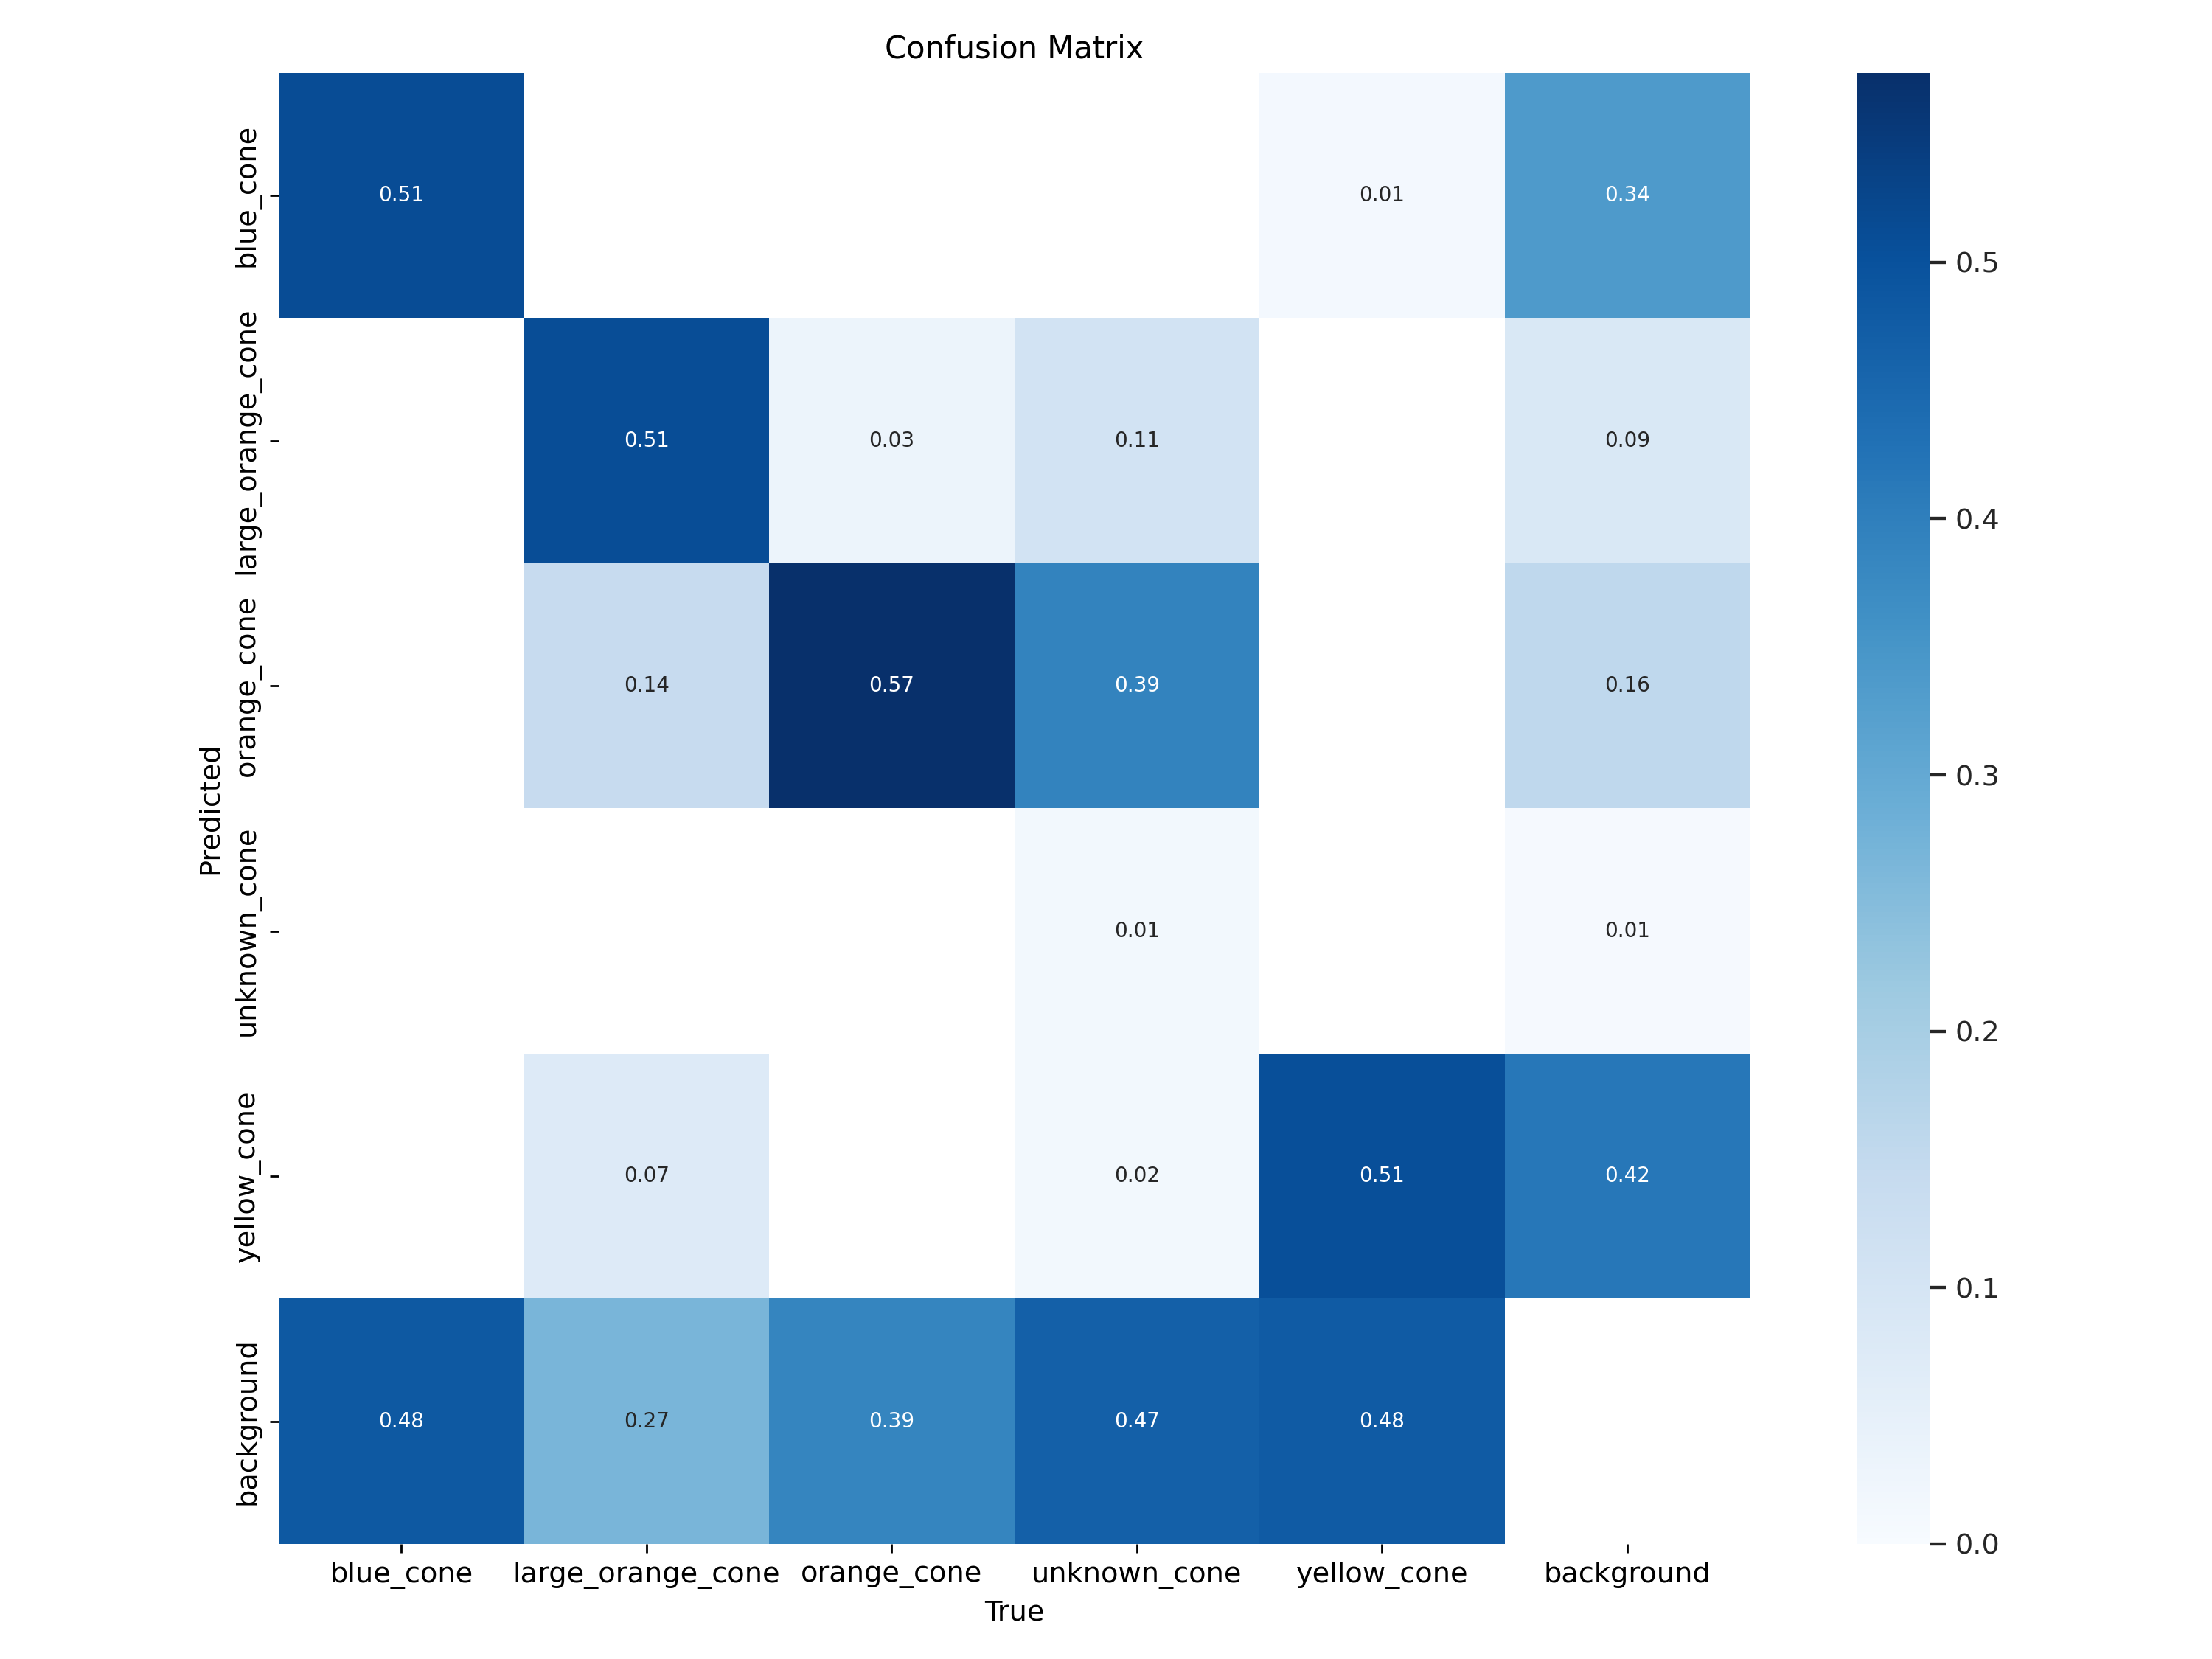 Confusion Matrix
blue_cone
0.51
0.01
0.34
large_orange_cone
0.51
0.03
0.11
0.09
orange_cone
0.14
0.57
0.39
0.16
unknown_cone
0.01
0.01
yellow_cone
0.07
0.02
0.51
0.42
background
0.48
0.27
0.39
0.47
0.48
Predicted
blue_cone
large_orange_cone
orange_cone
unknown_cone
yellow_cone
background
True
0.5
0.4
0.3
0.2
0.1
0.0